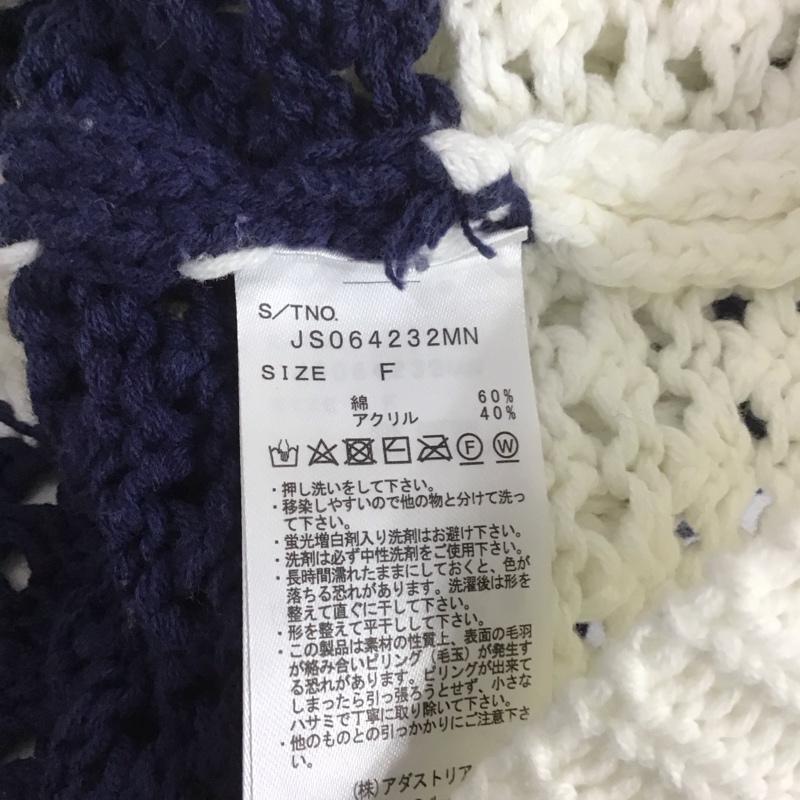 S/TNO.
JS064232MN
SIZE F
綿 60%
アクリル 40%
F W
・押し洗いをして下さい。
・移染しやすいので他の物と分けて洗っ
て下さい。
・蛍光増白剤入り洗剤はお避け下さい。
・洗剤は必ず中性洗剤をご使用下さい。
・長時間濡れたままにしておくと、色が
落ちる恐れがあります。洗濯後は形を
整えて直ぐに干して下さい。
・形を整えて平干しして下さい。
・この製品は素材の性質上、表面の毛羽
が絡み合いピリング（毛玉）が発生す
る恐れがあります。ピリングが出来て
しまったら引っ張ろうとせず、小さな
ハサミで丁寧に取り除いて下さい。
・他のものとの引っかかりにご注意下さ
い。
(株)アダストリア